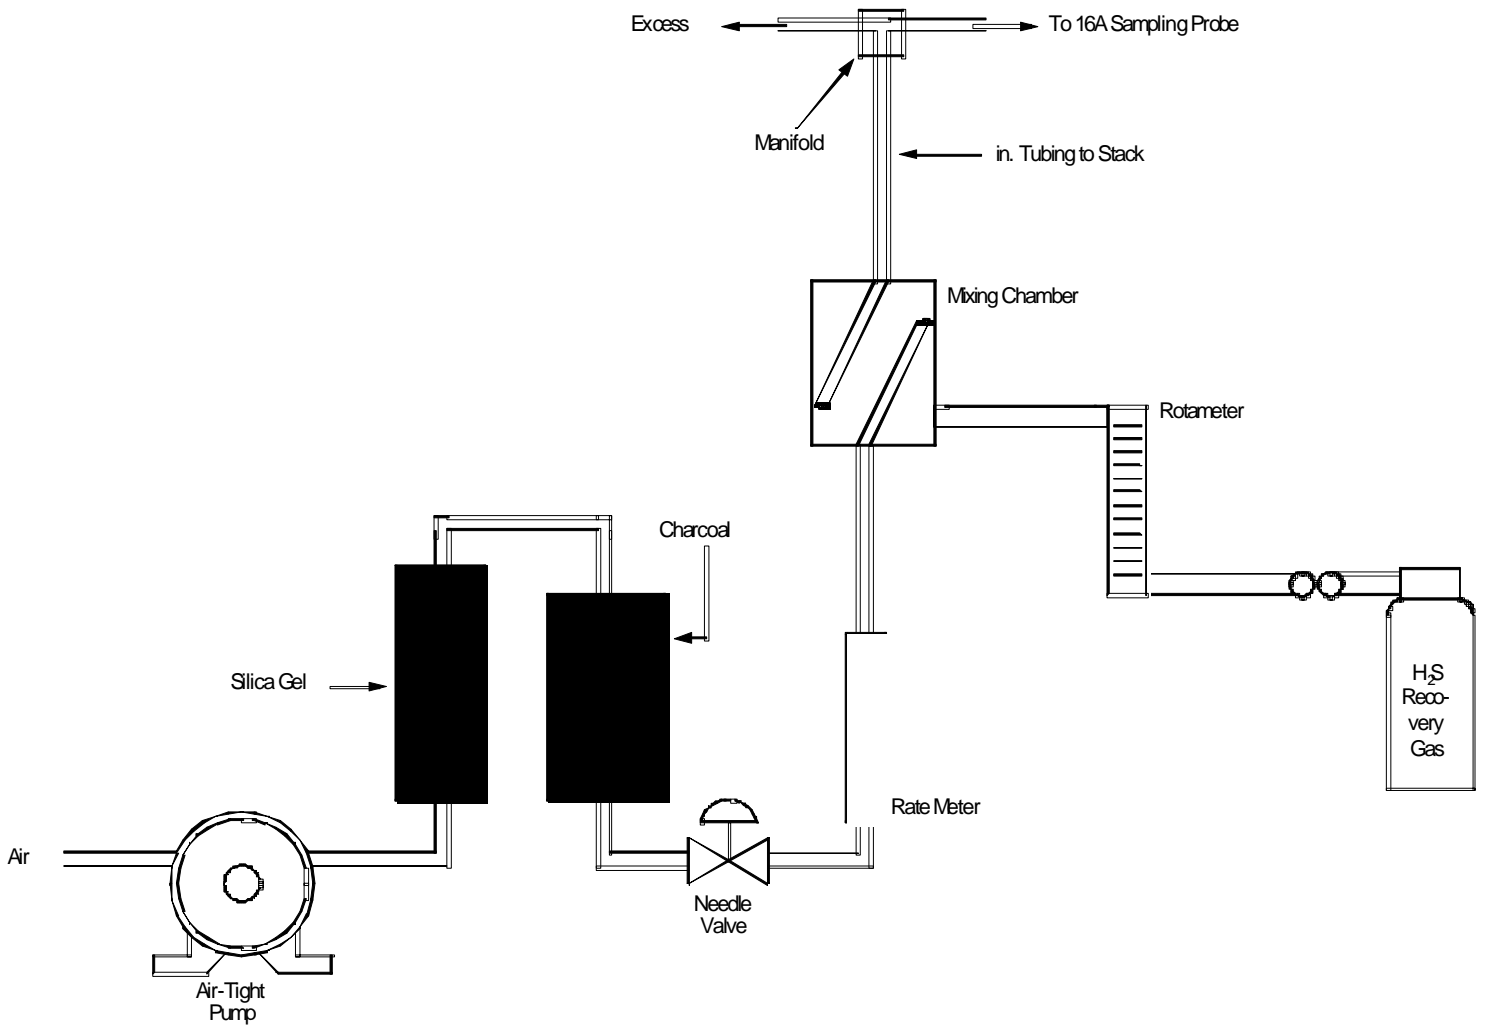 Excess
To 16A Sampling Probe
Manifold
in. Tubing to Stack
Mixing Chamber
Rotameter
Charcoal
Silica Gel
H₂S
Reco-
very
Gas
Rate Meter
Air
Needle
Valve
Air-Tight
Pump